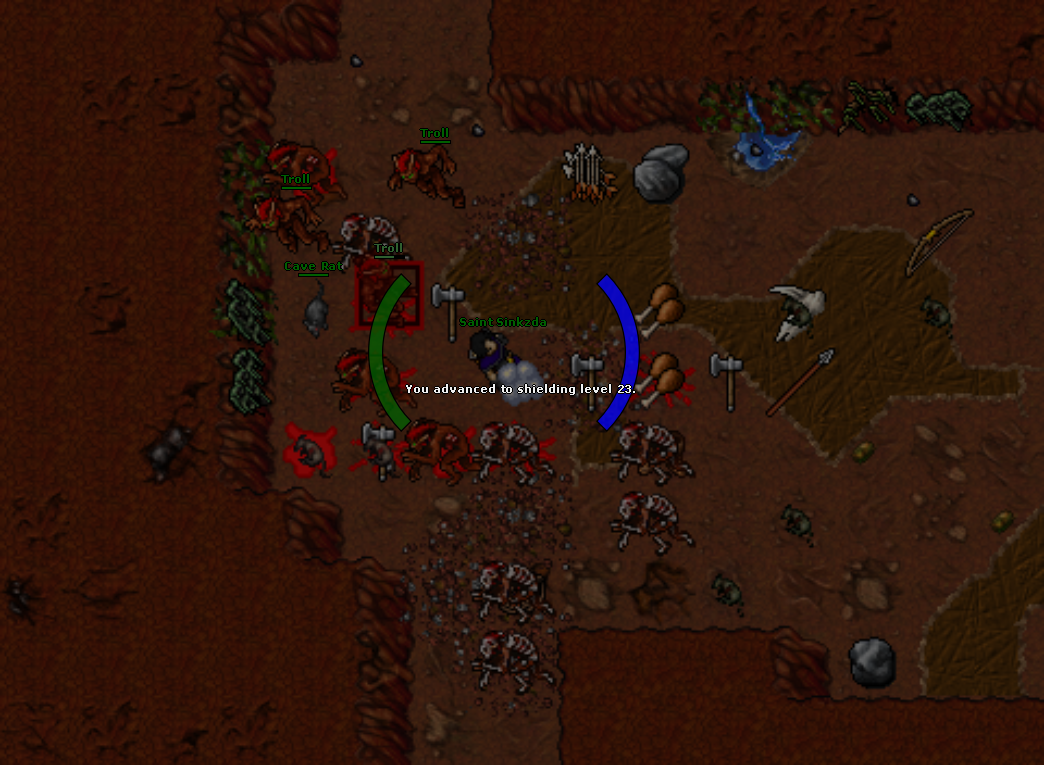 Troll
Troll
Troll
Cave Rat
Saint Sinkzda
You advanced to shielding level 23.